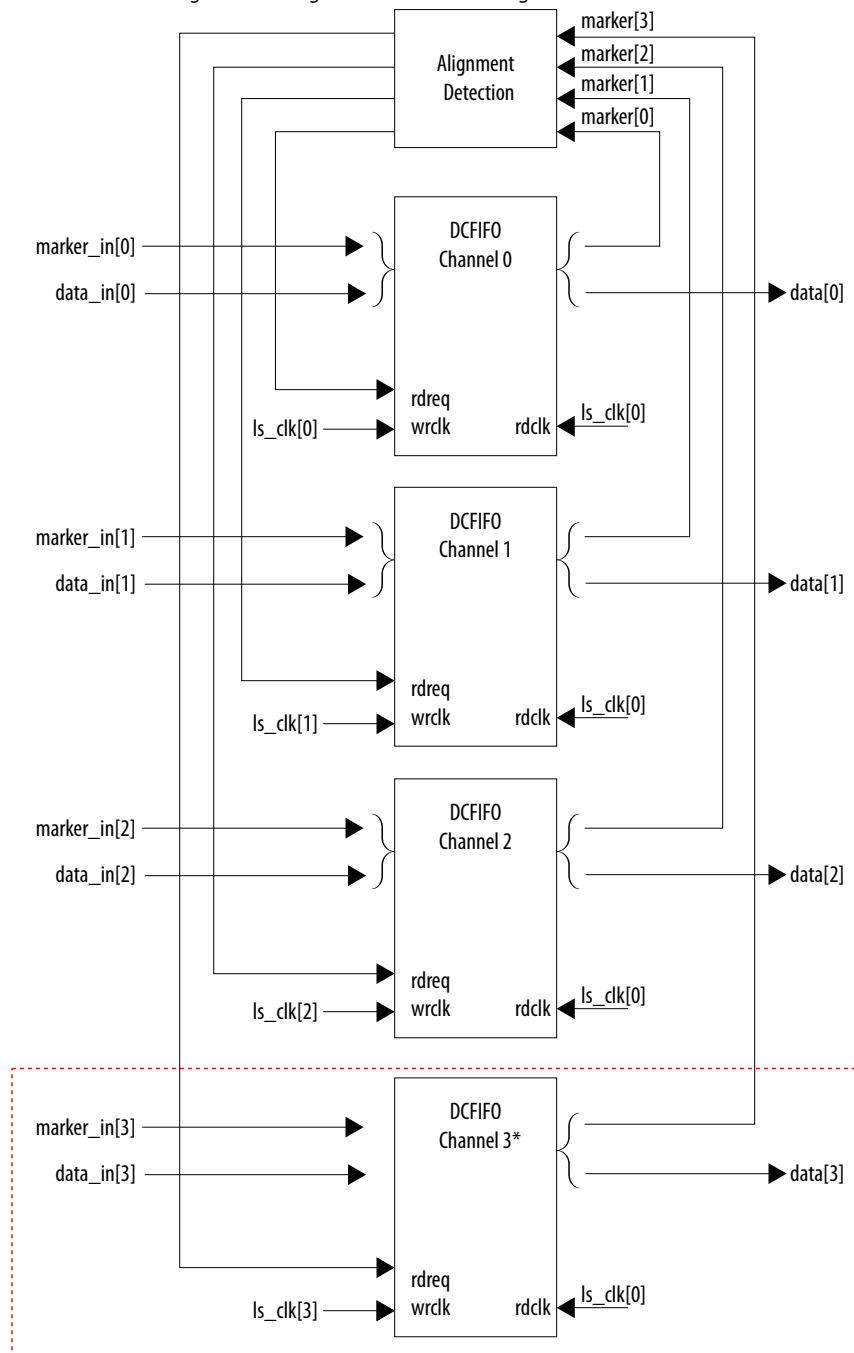 marker[3]
marker[2]
marker[1]
marker[0]
Alignment
Detection
marker_in[0]
data_in[0]
DCFIFO
Channel 0
data[0]
rdreq
ls_clk[0]
wrclk
rdclk
ls_clk[0]
marker_in[1]
data_in[1]
DCFIFO
Channel 1
data[1]
rdreq
ls_clk[1]
wrclk
rdclk
ls_clk[0]
marker_in[2]
data_in[2]
DCFIFO
Channel 2
data[2]
rdreq
ls_clk[2]
wrclk
rdclk
ls_clk[0]
marker_in[3]
data_in[3]
DCFIFO
Channel 3*
data[3]
rdreq
ls_clk[3]
wrclk
rdclk
ls_clk[0]